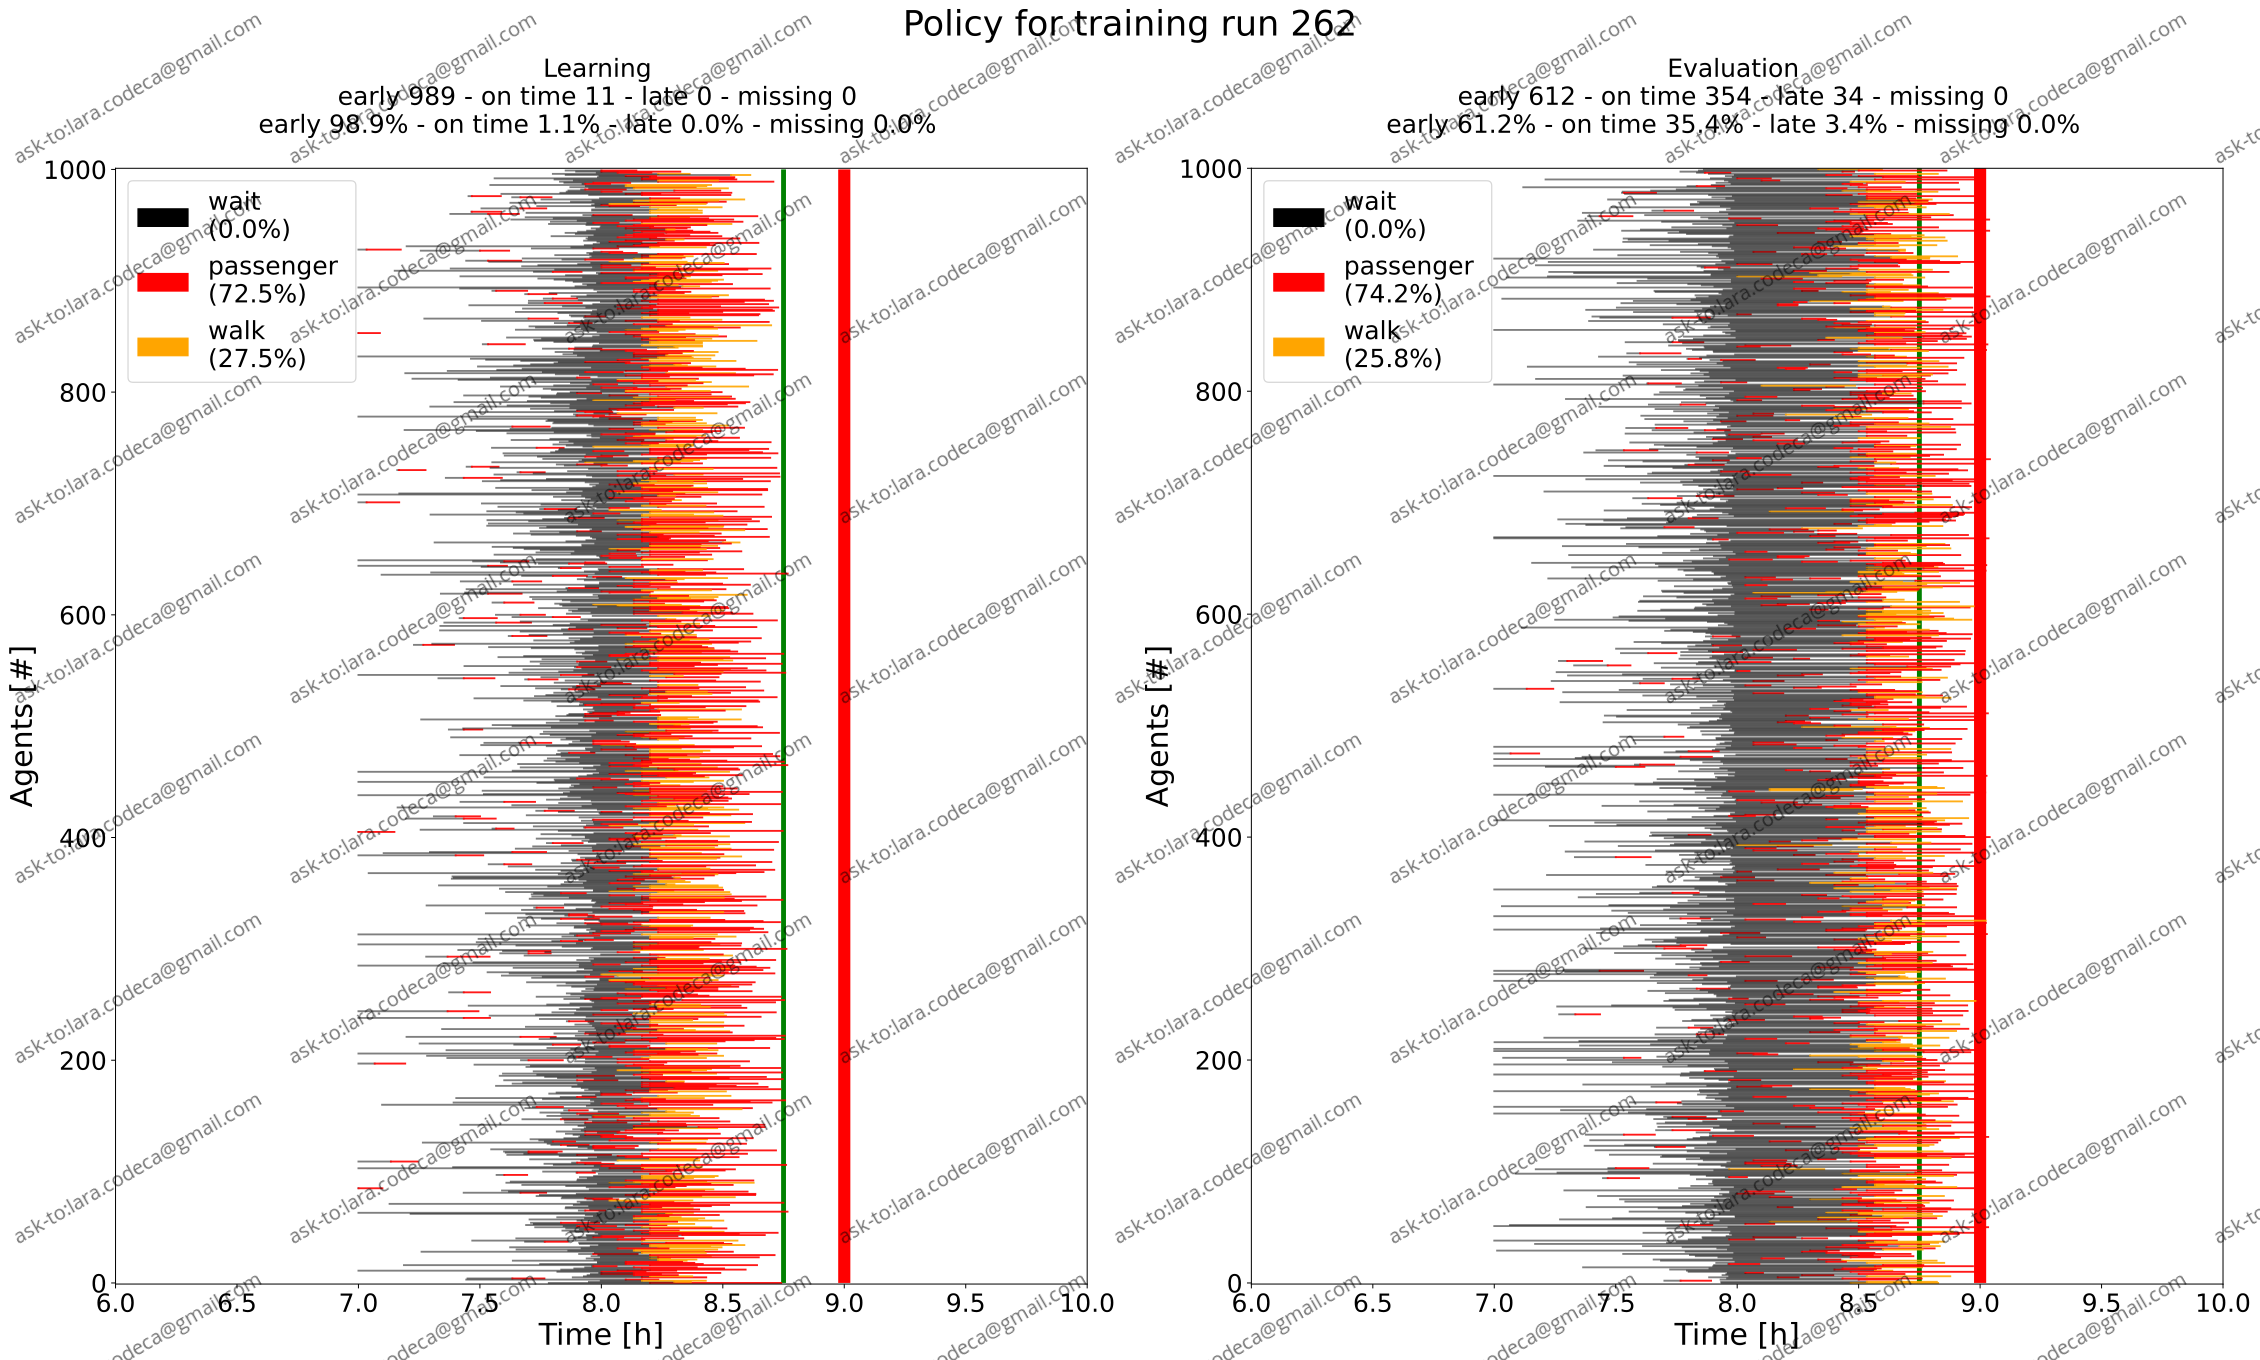 Policy for training run 262
Learning
early 989 - on time 11 - late 0 - missing 0
early 98.9% - on time 1.1% - late 0.0% - missing 0.0%
wait
(0.0%)
passenger
(72.5%)
walk
(27.5%)
1000
800
600
400
200
0
Agents [#]
6.0 6.5 7.0 7.5 8.0 8.5 9.0 9.5 10.0
Time [h]
Evaluation
early 612 - on time 354 - late 34 - missing 0
early 61.2% - on time 35.4% - late 3.4% - missing 0.0%
wait
(0.0%)
passenger
(74.2%)
walk
(25.8%)
1000
800
600
400
200
0
Agents [#]
6.0 6.5 7.0 7.5 8.0 8.5 9.0 9.5 10.0
Time [h]
ask-to:lara.codeca@gmail.com